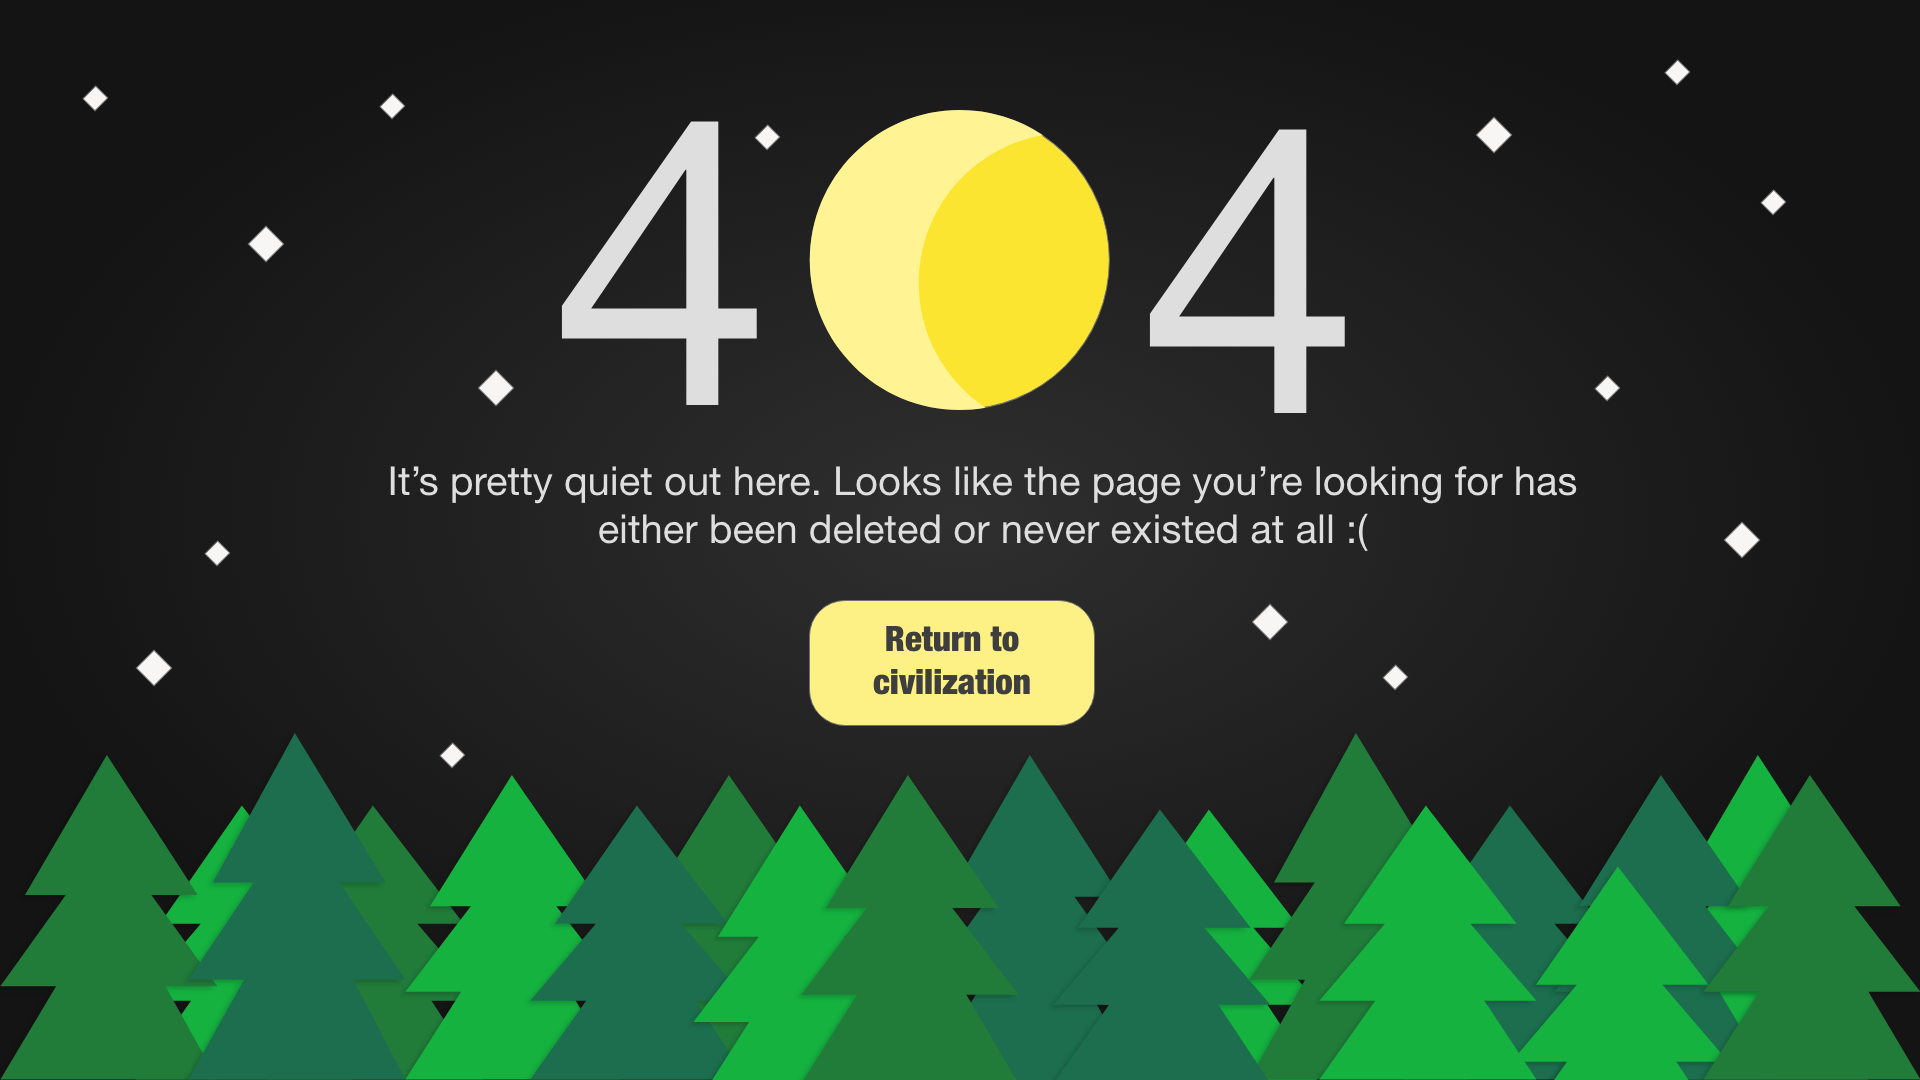 404
It’s pretty quiet out here. Looks like the page you’re looking for has
either been deleted or never existed at all :(
Return to
civilization